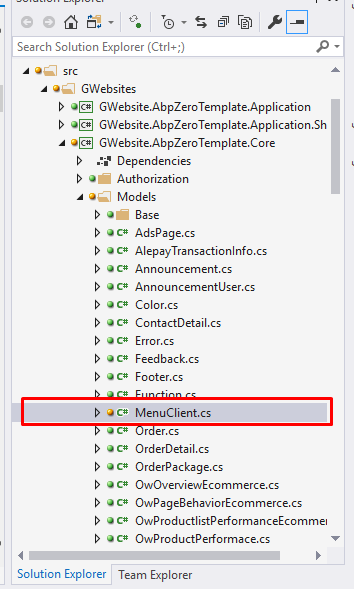 Search Solution Explorer (Ctrl+;)
src
GWebsites
C# GWebsite.AbpZeroTemplate.Application
C# GWebsite.AbpZeroTemplate.Application.Sh
C# GWebsite.AbpZeroTemplate.Core
Dependencies
Authorization
Models
Base
C# AdsPage.cs
C# AlepayTransactionInfo.cs
C# Announcement.cs
C# AnnouncementUser.cs
C# Color.cs
C# ContactDetail.cs
C# Error.cs
C# Feedback.cs
C# Footer.cs
C# Function.cs
C# MenuClient.cs
C# Order.cs
C# OrderDetail.cs
C# OrderPackage.cs
C# OwOverviewEcommerce.cs
C# OwPageBehaviorEcommerce.cs
C# OwProductlistPerformanceEcommer
C# OwProductPerformace.cs
Solution Explorer Team Explorer